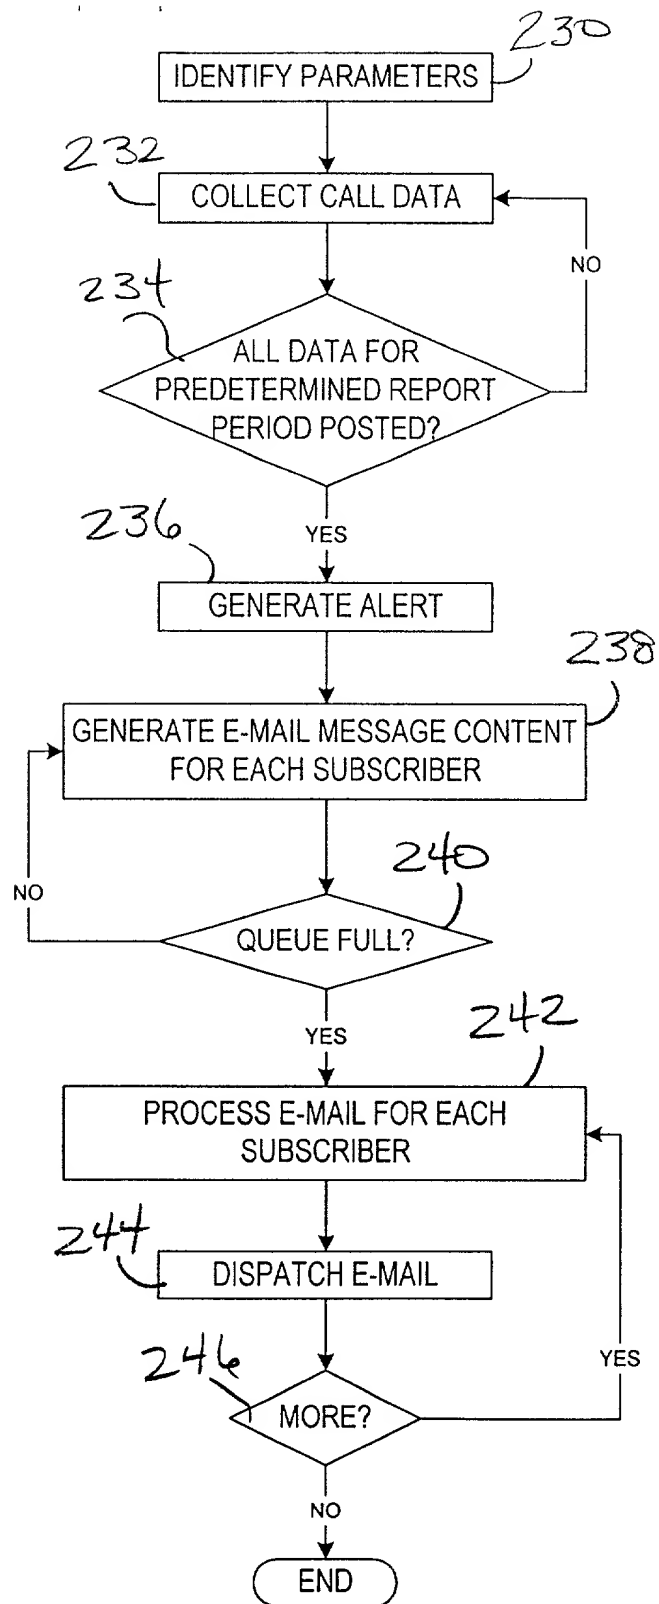 230
IDENTIFY PARAMETERS
232
COLLECT CALL DATA
NO
234
ALL DATA FOR
PREDETERMINED REPORT
PERIOD POSTED?
YES
236
GENERATE ALERT
238
GENERATE E-MAIL MESSAGE CONTENT
FOR EACH SUBSCRIBER
240
NO
QUEUE FULL?
YES
242
PROCESS E-MAIL FOR EACH
SUBSCRIBER
244
DISPATCH E-MAIL
246
YES
MORE?
NO
END